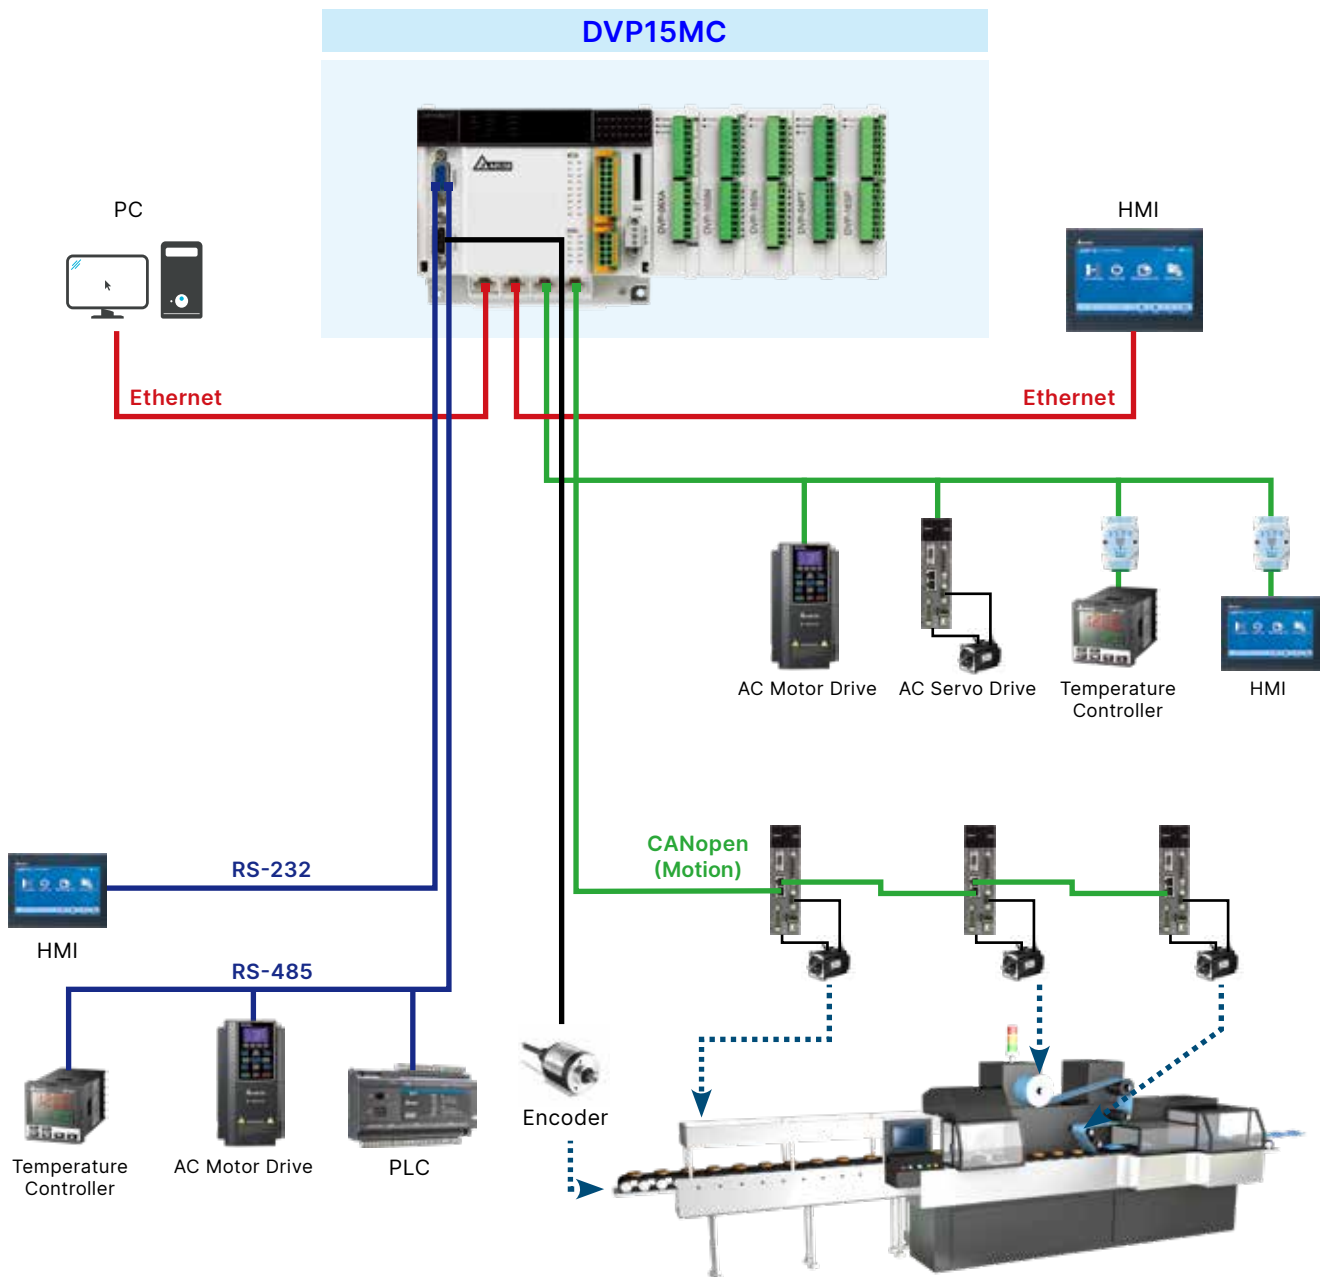 DVP15MC
PC
HMI
Ethernet
Ethernet
AC Motor Drive
AC Servo Drive
Temperature
Controller
HMI
CANopen
(Motion)
RS-232
HMI
RS-485
Temperature
Controller
AC Motor Drive
PLC
Encoder